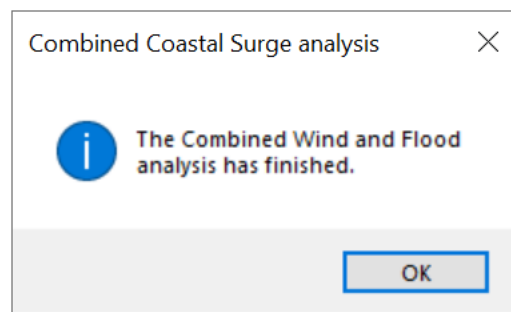 Combined Coastal Surge analysis
The Combined Wind and Flood
analysis has finished.
OK